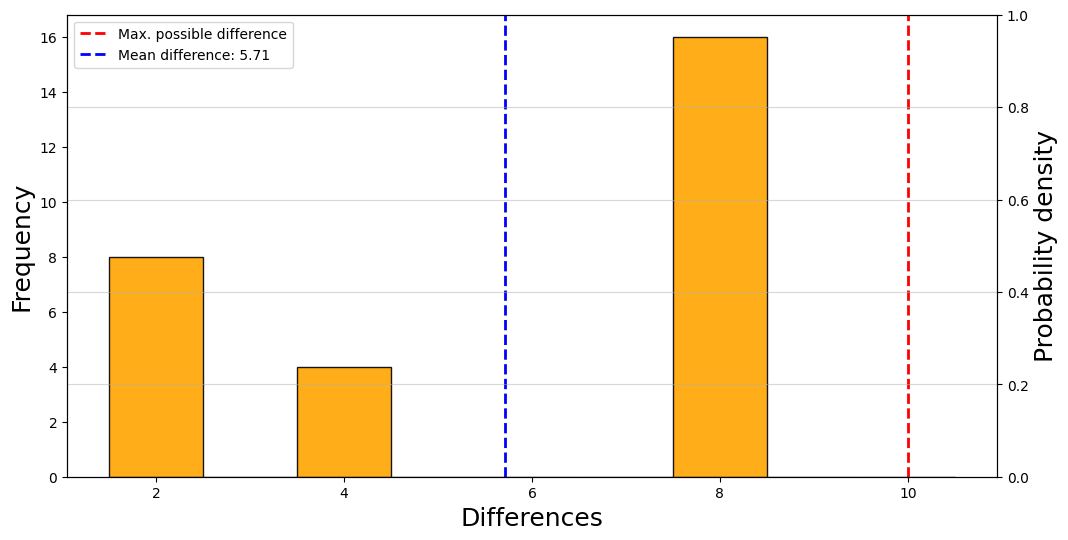 Max. possible difference
Mean difference: 5.71
Frequency
16
14
12
10
8
6
4
2
0
1.0
0.8
0.6
0.4
0.2
0.0
Probability density
2 4 6 8 10
Differences